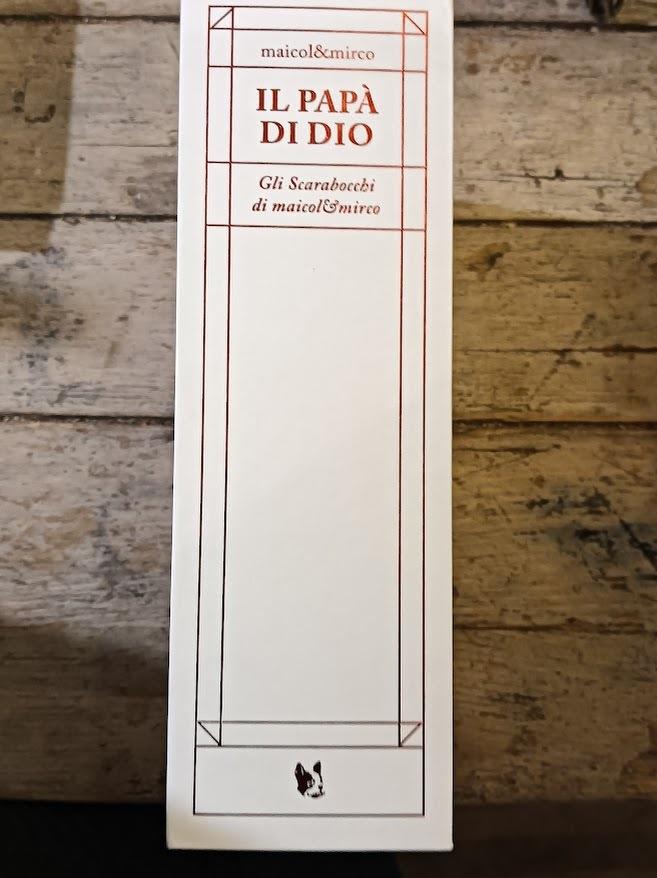 maicol&mirco
IL PAPÀ
DI DIO
Gli Scarabocchi
di maicol&mirco